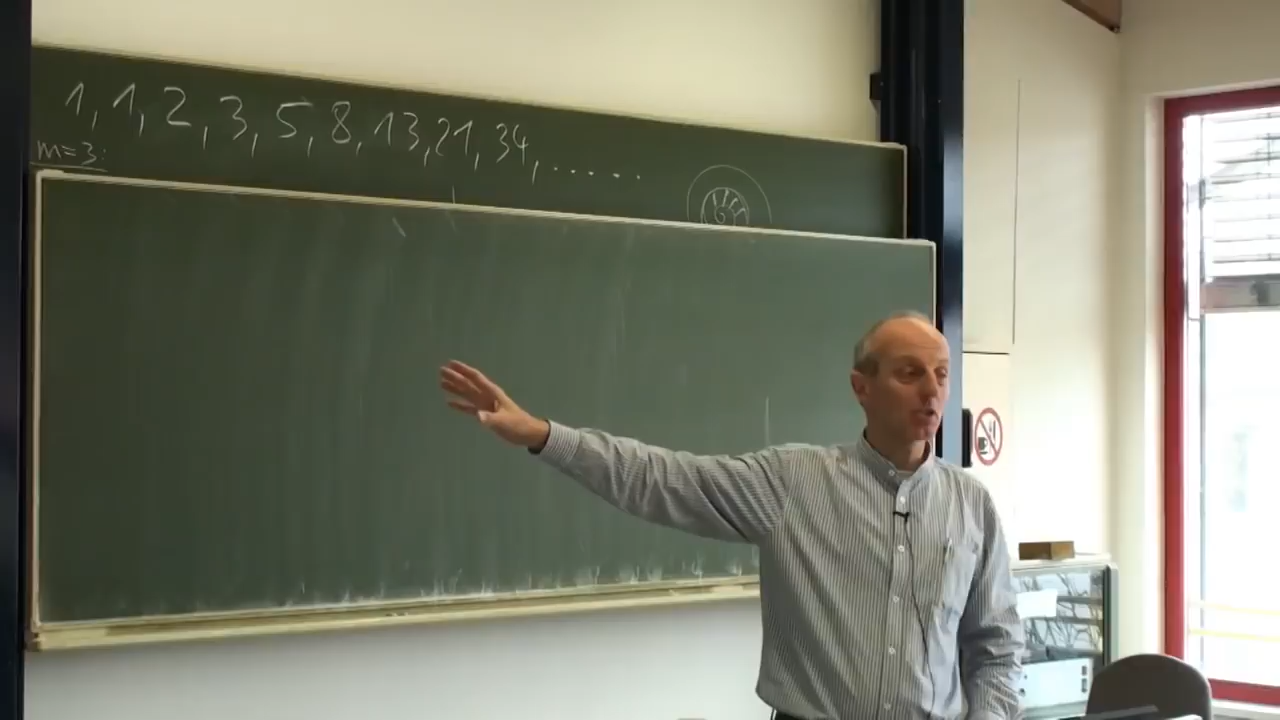 1, 1, 2, 3, 5, 8, 13, 21, 34, .....
m=3: